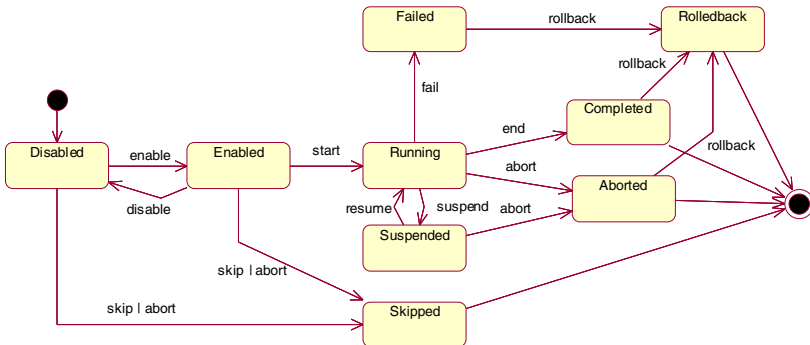 Failed
rollback
Rolledback
rollback
fail
Completed
end
Disabled
enable
Enabled
start
Running
abort
rollback
Aborted
disable
resume
suspend
abort
Suspended
skip | abort
skip | abort
Skipped